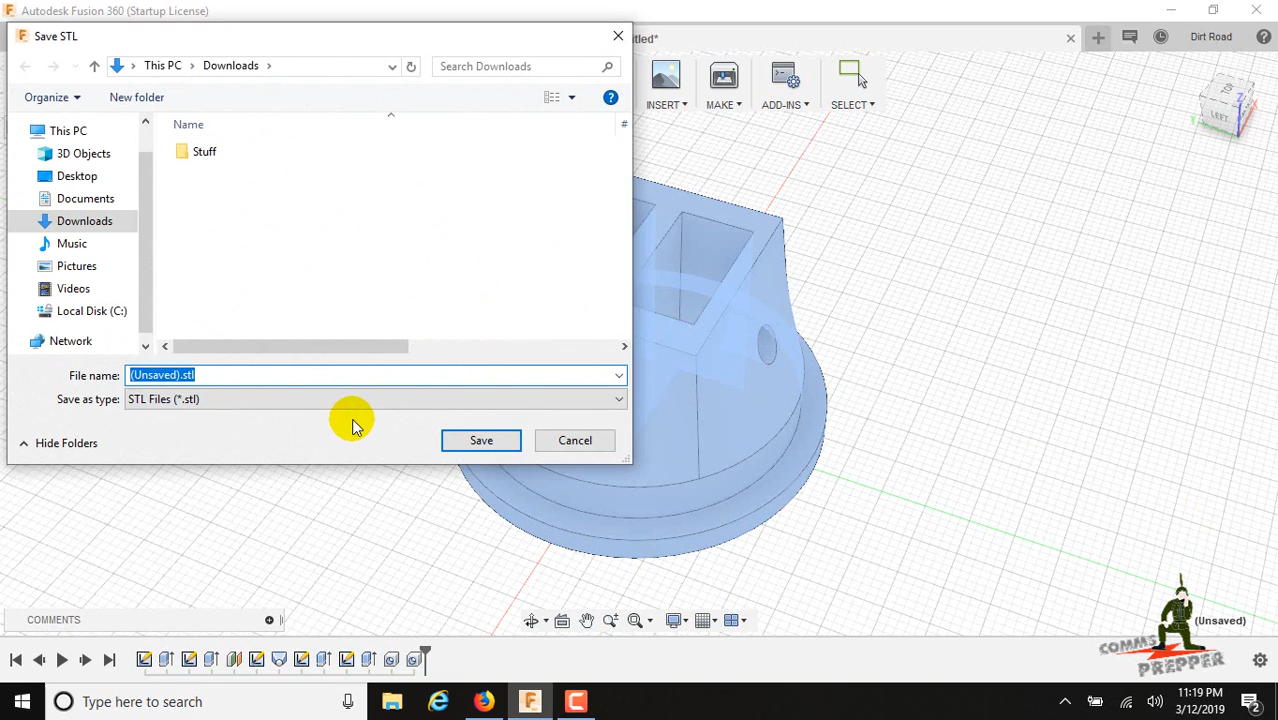 Autodesk Fusion 360 (Startup License)
Save STL
titled*
Dirt Road
This PC
Downloads
Search Downloads
INSERT
MAKE
ADD-INS
SELECT
Organize
New folder
Name
#
This PC
Stuff
3D Objects
Desktop
Documents
Downloads
Music
Pictures
Videos
Local Disk (C:)
Network
LEFT
Z
X
Y
File name:
(Unsaved).stl
Save as type:
STL Files (*.stl)
Hide Folders
Save
Cancel
COMMENTS
(Unsaved)
COMMS
PREPPER
Type here to search
11:19 PM
3/12/2019
2